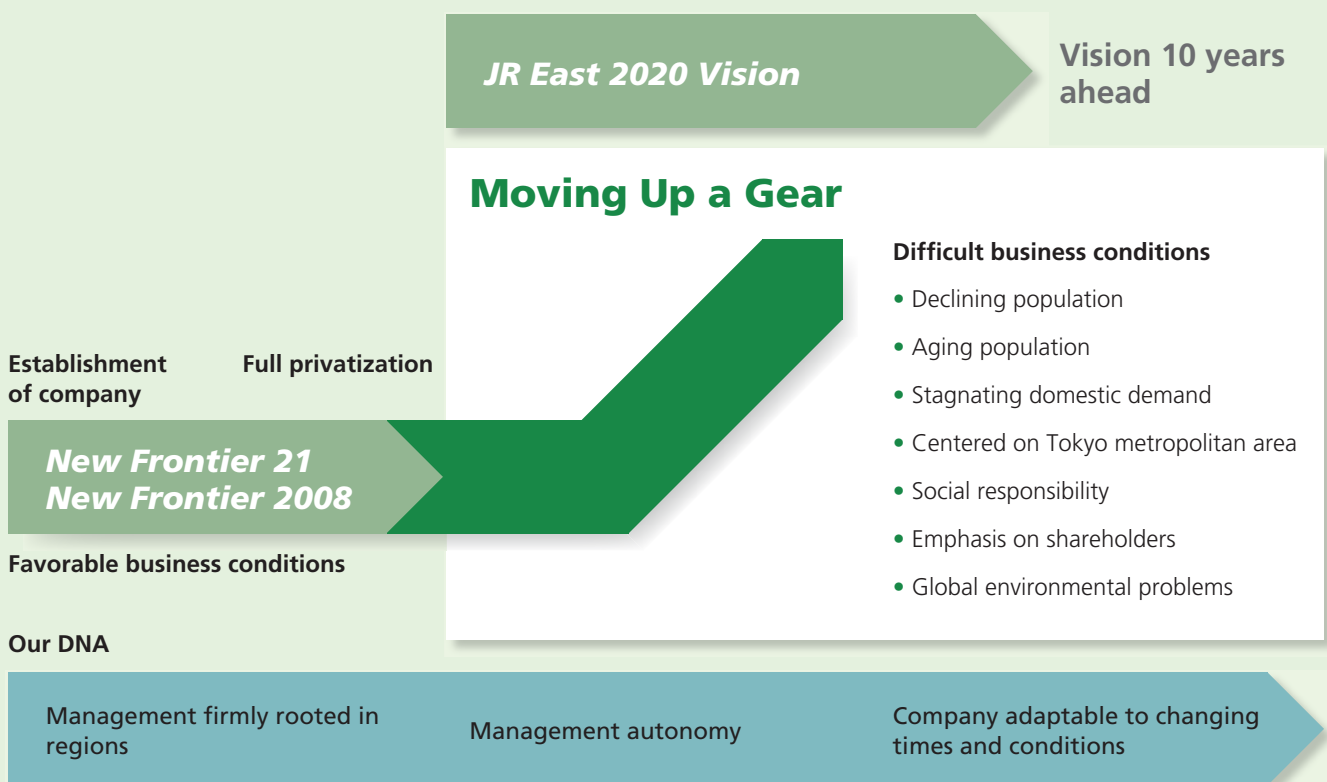 JR East 2020 Vision
Vision 10 years
ahead
Moving Up a Gear
Difficult business conditions
• Declining population
• Aging population
• Stagnating domestic demand
• Centered on Tokyo metropolitan area
• Social responsibility
• Emphasis on shareholders
• Global environmental problems
Establishment
of company
Full privatization
New Frontier 21
New Frontier 2008
Favorable business conditions
Our DNA
Management firmly rooted in
regions
Management autonomy
Company adaptable to changing
times and conditions